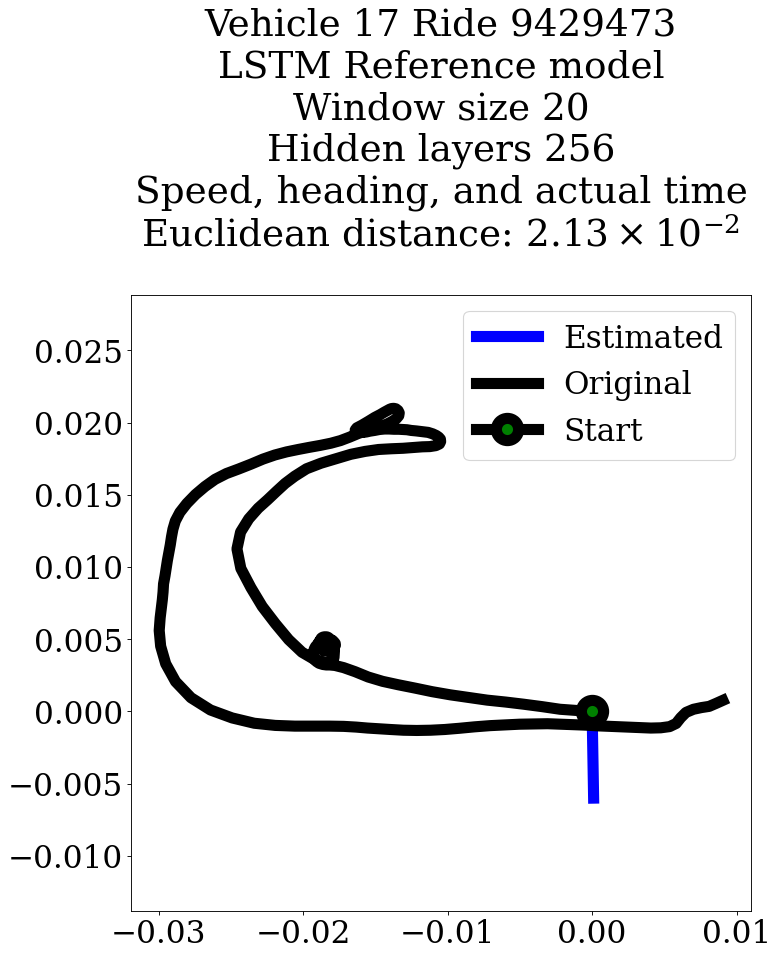 Vehicle 17 Ride 9429473
LSTM Reference model
Window size 20
Hidden layers 256
Speed, heading, and actual time
Euclidean distance: 2.13 × 10⁻²
Estimated
Original
Start
0.025
0.020
0.015
0.010
0.005
0.000
−0.005
−0.010
−0.03 −0.02 −0.01 0.00 0.01